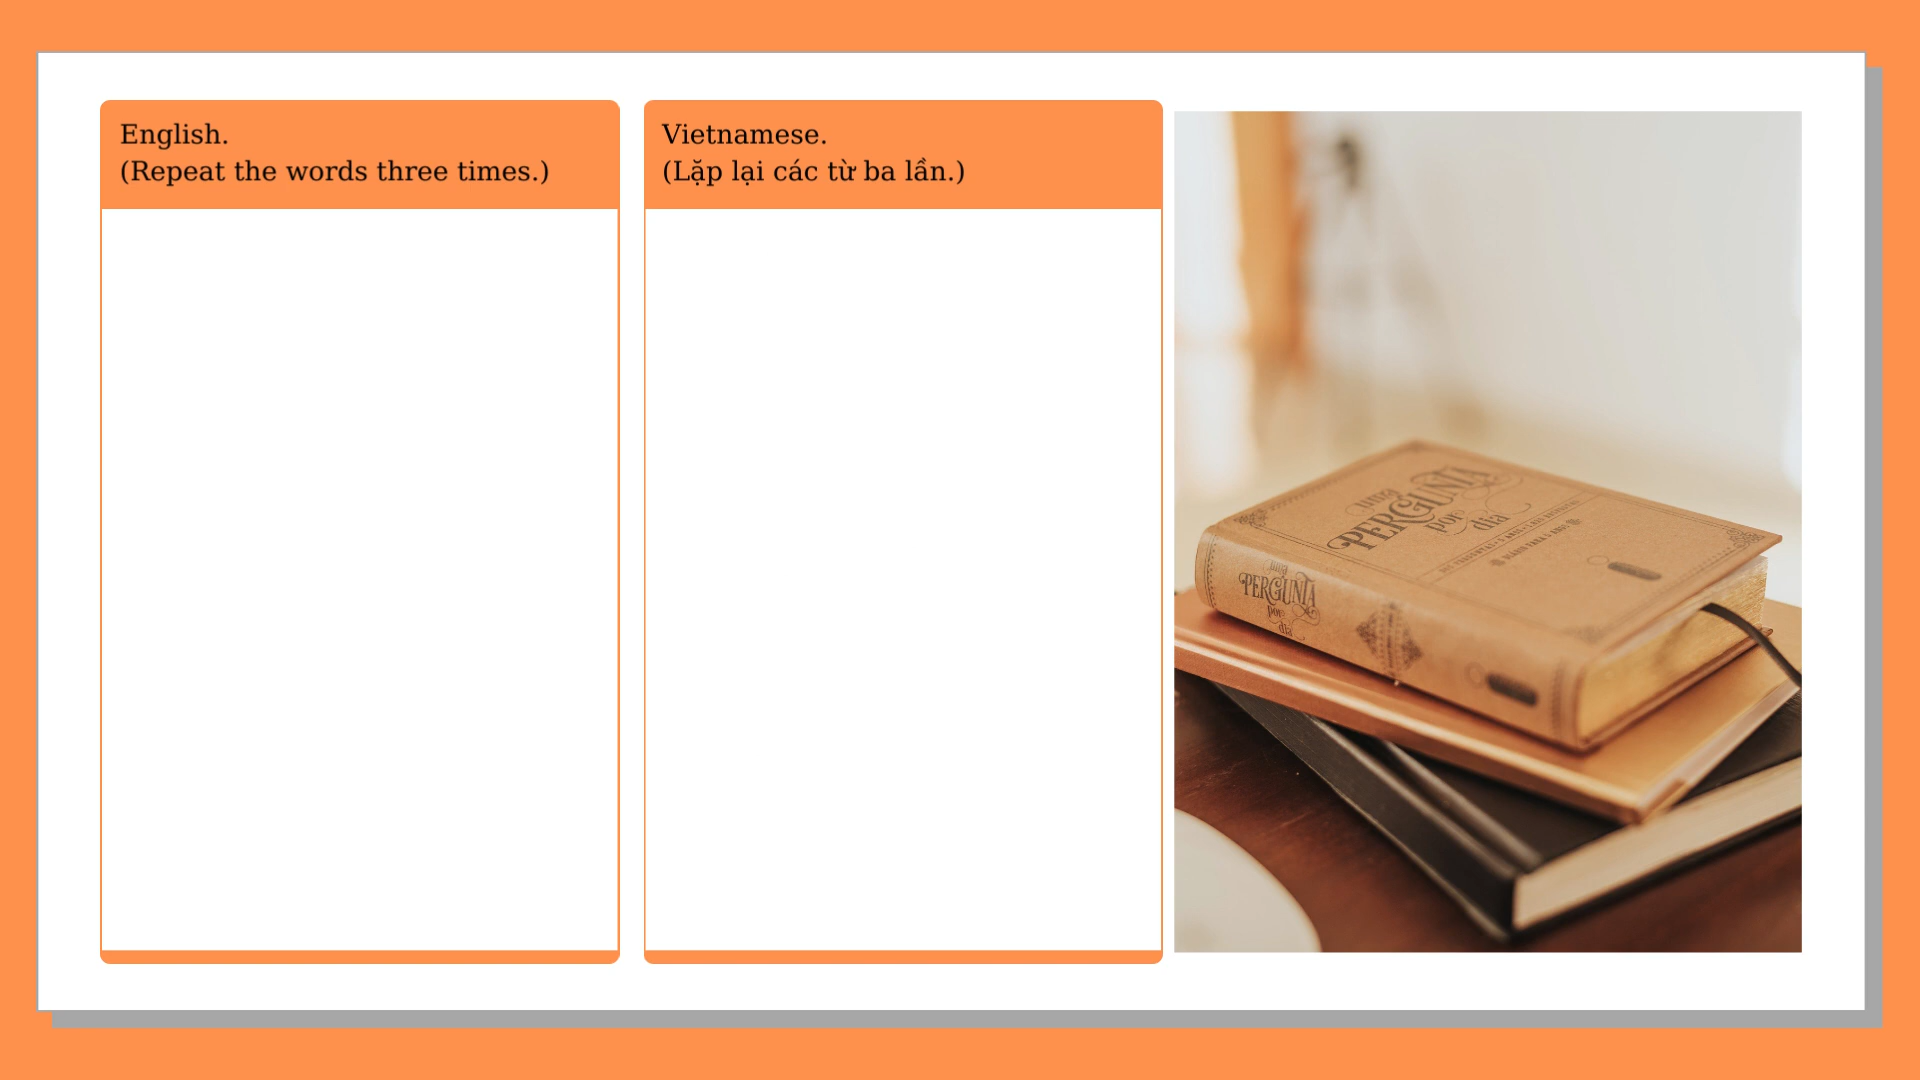 English.
(Repeat the words three times.)
Vietnamese.
(Lặp lại các từ ba lần.)
uma
PERGUNTA
por dia
uma
PERGUNTA
por
dia